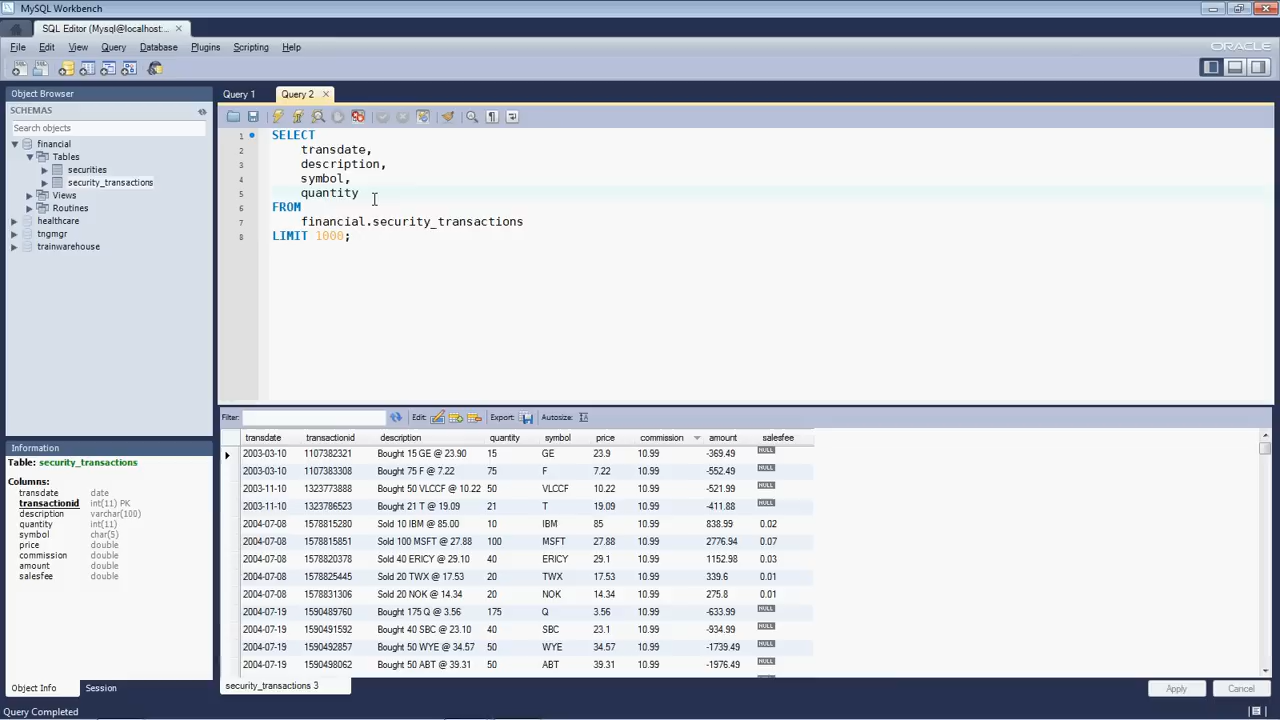 MySQL Workbench
SQL Editor (Mysql@localhost:...
File Edit View Query Database Plugins Scripting Help
ORACLE
Object Browser
SCHEMAS
Search objects
financial
Tables
securities
security_transactions
Views
Routines
healthcare
tngmgr
trainwarehouse
Query 1 Query 2
1 SELECT
2 transdate,
3 description,
4 symbol,
5 quantity
6 FROM
7 financial.security_transactions
8 LIMIT 1000;
Filter: Edit: Export: Autosize:
transdate transactionid description quantity symbol price commission amount salesfee
2003-03-10 1107382321 Bought 15 GE @ 23.90 15 GE 23.9 10.99 -369.49 NULL
2003-03-10 1107383308 Bought 75 F @ 7.22 75 F 7.22 10.99 -552.49 NULL
2003-11-10 1323773888 Bought 50 VLCCF @ 10.22 50 VLCCF 10.22 10.99 -521.99 NULL
2003-11-10 1323786523 Bought 21 T @ 19.09 21 T 19.09 10.99 -411.88 NULL
2004-07-08 1578815280 Sold 10 IBM @ 85.00 10 IBM 85 10.99 838.99 0.02
2004-07-08 1578815851 Sold 100 MSFT @ 27.88 100 MSFT 27.88 10.99 2776.94 0.07
2004-07-08 1578820378 Sold 40 ERICY @ 29.10 40 ERICY 29.1 10.99 1152.98 0.03
2004-07-08 1578825445 Sold 20 TWX @ 17.53 20 TWX 17.53 10.99 339.6 0.01
2004-07-08 1578831306 Sold 20 NOK @ 14.34 20 NOK 14.34 10.99 275.8 0.01
2004-07-19 1590489760 Bought 175 Q @ 3.56 175 Q 3.56 10.99 -633.99 NULL
2004-07-19 1590491592 Bought 40 SBC @ 23.10 40 SBC 23.1 10.99 -934.99 NULL
2004-07-19 1590492857 Bought 50 WYE @ 34.57 50 WYE 34.57 10.99 -1739.49 NULL
2004-07-19 1590498062 Bought 50 ABT @ 39.31 50 ABT 39.31 10.99 -1976.49 NULL
security_transactions 3
Apply Cancel
Information
Table: security_transactions
Columns:
transdate date
transactionid int(11) PK
description varchar(100)
quantity int(11)
symbol char(5)
price double
commission double
amount double
salesfee double
Object Info Session
Query Completed